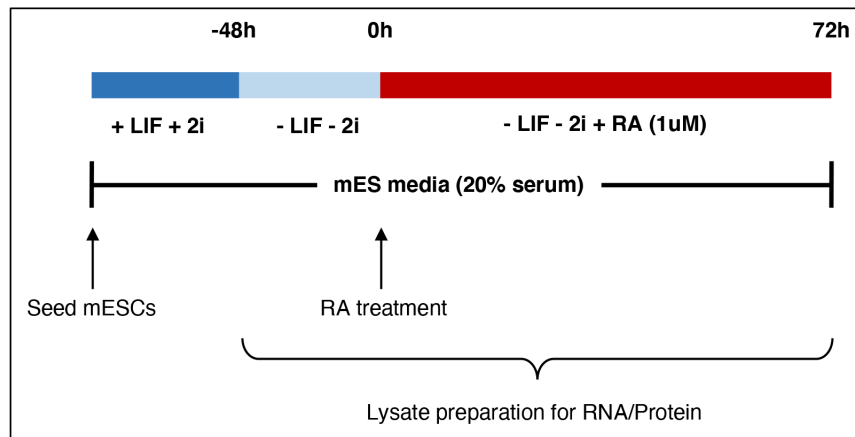 -48h 0h 72h
+ LIF + 2i - LIF - 2i - LIF - 2i + RA (1uM)
mES media (20% serum)
Seed mESCs RA treatment
Lysate preparation for RNA/Protein